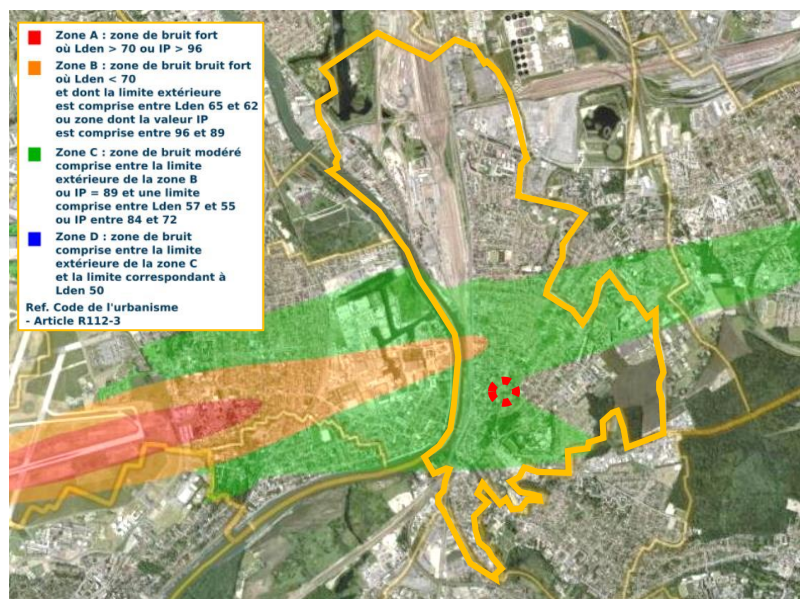 Zone A : zone de bruit fort
où Lden > 70 ou IP > 96
Zone B : zone de bruit bruit fort
où Lden < 70
et dont la limite extérieure
est comprise entre Lden 65 et 62
ou zone dont la valeur IP
est comprise entre 96 et 89
Zone C : zone de bruit modéré
comprise entre la limite
extérieure de la zone B
ou IP = 89 et une limite
comprise entre Lden 57 et 55
ou IP entre 84 et 72
Zone D : zone de bruit
comprise entre la limite
extérieure de la zone C
et la limite correspondant à
Lden 50
Ref. Code de l'urbanisme
- Article R112-3